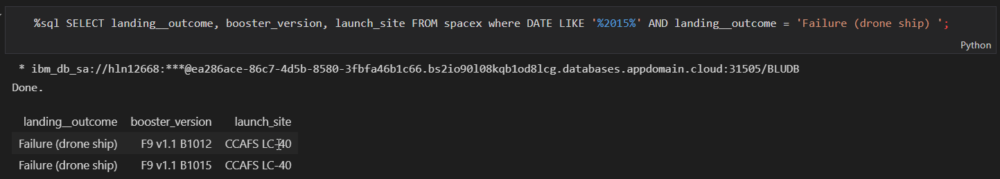 %sql SELECT landing__outcome, booster_version, launch_site FROM spacex where DATE LIKE '%2015%' AND landing__outcome = 'Failure (drone ship) ';
Python
* ibm_db_sa://hln12668:***@ea286ace-86c7-4d5b-8580-3fbfa46b1c66.bs2io90l08kqb1od8lcg.databases.appdomain.cloud:31505/BLUDB
Done.
landing__outcome booster_version launch_site
Failure (drone ship) F9 v1.1 B1012 CCAFS LC-40
Failure (drone ship) F9 v1.1 B1015 CCAFS LC-40